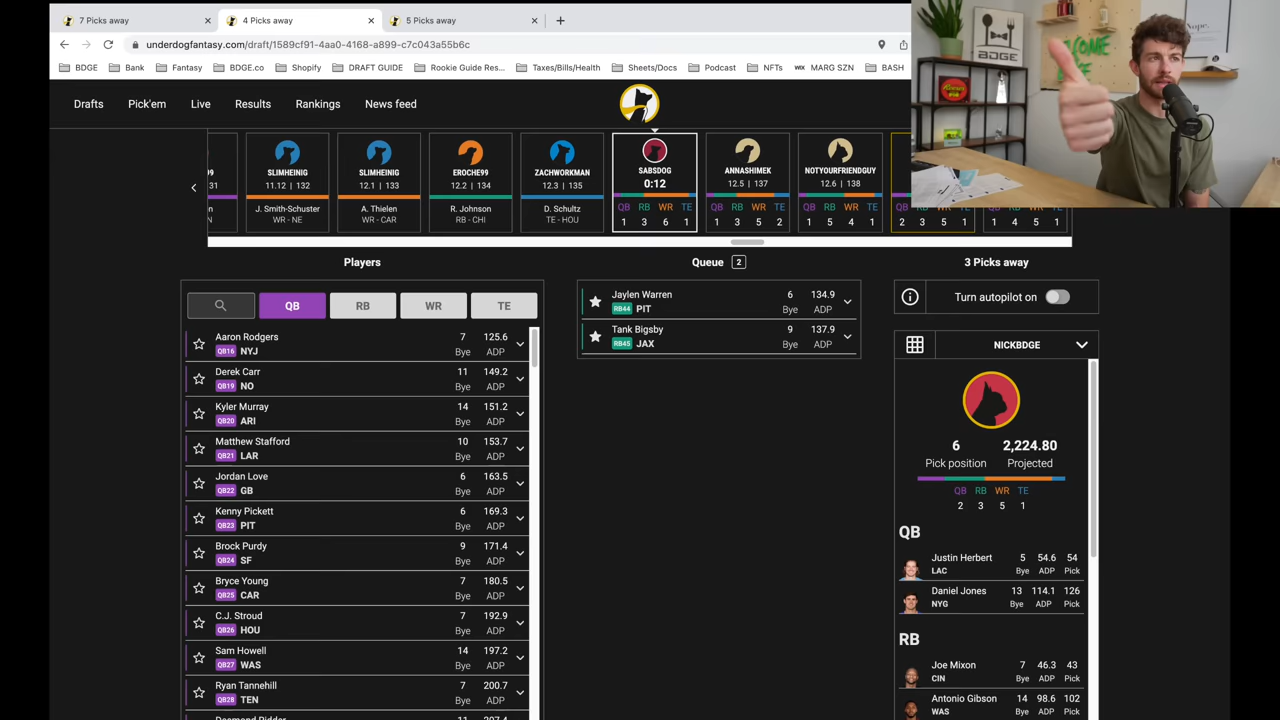 7 Picks away
4 Picks away
5 Picks away
underdogfantasy.com/draft/1589cf91-4aa0-4168-a899-c7c043a55b6c
BDGE
Bank
Fantasy
BDGE.co
Shopify
DRAFT GUIDE
Rookie Guide Res...
Taxes/Bills/Health
Sheets/Docs
Podcast
NFTs
WIX MARG SZN
BASH
Drafts
Pick'em
Live
Results
Rankings
News feed
SLIMHEINIG
11.12 | 132
J. Smith-Schuster
WR - NE
SLIMHEINIG
12.1 | 133
A. Thielen
WR - CAR
EROCHE99
12.2 | 134
R. Johnson
RB - CHI
ZACHWORKMAN
12.3 | 135
D. Schultz
TE - HOU
SABSDOG
0:12
QB RB WR TE
1 3 6 1
ANNASHIMEK
12.5 | 137
QB RB WR TE
1 3 5 2
NOTYOURFRIENDGUY
12.6 | 138
QB RB WR TE
1 5 4 1
2 3 5 1
1 4 5 1
BDGE
Players
Queue 2
3 Picks away
QB RB WR TE
Aaron Rodgers 7 125.6
QB16 NYJ Bye ADP
Derek Carr 11 149.2
QB19 NO Bye ADP
Kyler Murray 14 151.2
QB20 ARI Bye ADP
Matthew Stafford 10 153.7
QB21 LAR Bye ADP
Jordan Love 6 163.5
QB22 GB Bye ADP
Kenny Pickett 6 169.3
QB23 PIT Bye ADP
Brock Purdy 9 171.4
QB24 SF Bye ADP
Bryce Young 7 180.5
QB25 CAR Bye ADP
C.J. Stroud 7 192.9
QB26 HOU Bye ADP
Sam Howell 14 197.2
QB27 WAS Bye ADP
Ryan Tannehill 7 200.7
QB28 TEN Bye ADP
Jaylen Warren 6 134.9
RB44 PIT Bye ADP
Tank Bigsby 9 137.9
RB45 JAX Bye ADP
Turn autopilot on
NICKBDGE
6 2,224.80
Pick position Projected
QB RB WR TE
2 3 5 1
QB
Justin Herbert 5 54.6 54
LAC Bye ADP Pick
Daniel Jones 13 114.1 126
NYG Bye ADP Pick
RB
Joe Mixon 7 46.3 43
CIN Bye ADP Pick
Antonio Gibson 14 98.6 102
WAS Bye ADP Pick